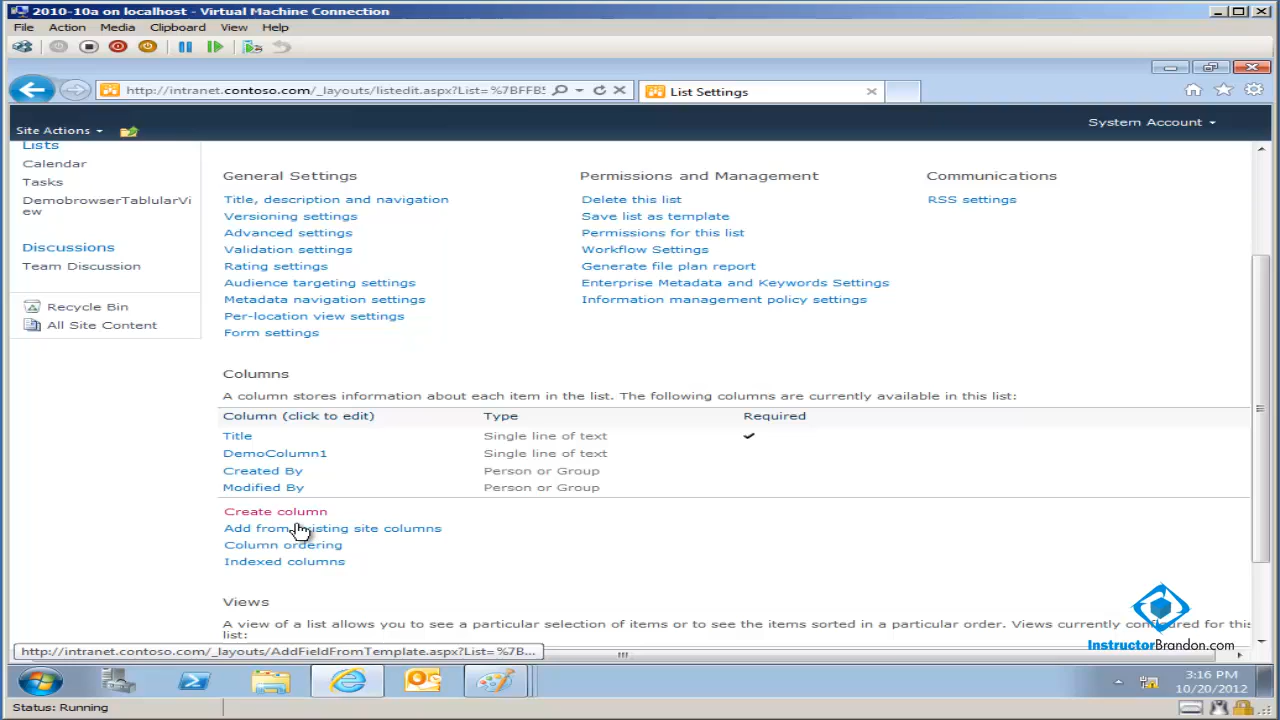 2010-10a on localhost - Virtual Machine Connection
File Action Media Clipboard View Help
http://intranet.contoso.com/_layouts/listedit.aspx?List=%7BFFB
List Settings
Site Actions
System Account
Lists
Calendar
Tasks
DemobrowserTablularVi
ew
Discussions
Team Discussion
Recycle Bin
All Site Content
General Settings
Title, description and navigation
Versioning settings
Advanced settings
Validation settings
Rating settings
Audience targeting settings
Metadata navigation settings
Per-location view settings
Form settings
Permissions and Management
Delete this list
Save list as template
Permissions for this list
Workflow Settings
Generate file plan report
Enterprise Metadata and Keywords Settings
Information management policy settings
Communications
RSS settings
Columns
A column stores information about each item in the list. The following columns are currently available in this list:
Column (click to edit) Type Required
Title Single line of text
DemoColumn1 Single line of text
Created By Person or Group
Modified By Person or Group
Create column
Add from existing site columns
Column ordering
Indexed columns
Views
A view of a list allows you to see a particular selection of items or to see the items sorted in a particular order. Views currently configured for this
list:
InstructorBrandon.com
http://intranet.contoso.com/_layouts/AddFieldFromTemplate.aspx?List=%7B...
3:16 PM
10/20/2012
Status: Running